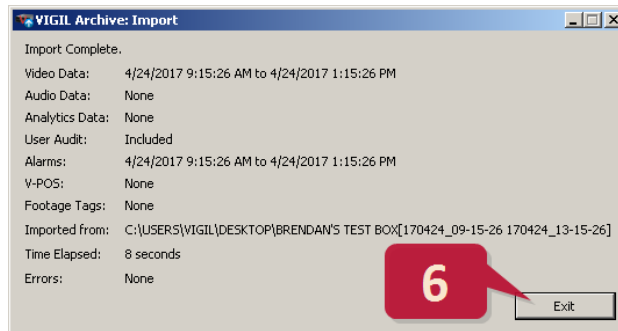 VIGIL Archive: Import
Import Complete.
Video Data: 4/24/2017 9:15:26 AM to 4/24/2017 1:15:26 PM
Audio Data: None
Analytics Data: None
User Audit: Included
Alarms: 4/24/2017 9:15:26 AM to 4/24/2017 1:15:26 PM
V-POS: None
Footage Tags: None
Imported from: C:\USERS\VIGIL\DESKTOP\BRENDAN'S TEST BOX[170424_09-15-26 170424_13-15-26]
Time Elapsed: 8 seconds
Errors: None
6
Exit